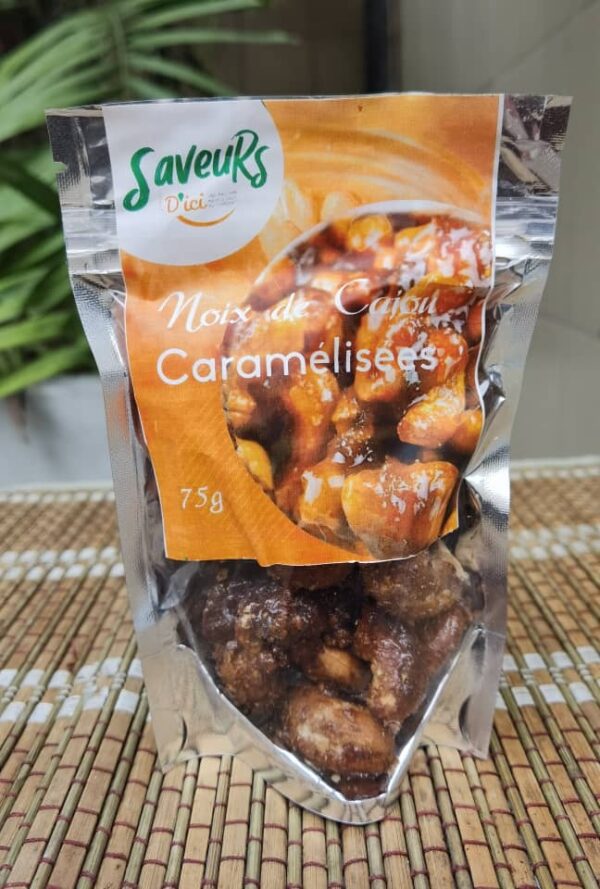 SaveuRs
D'ici
Noix de Cajou
Caramélisées
75g